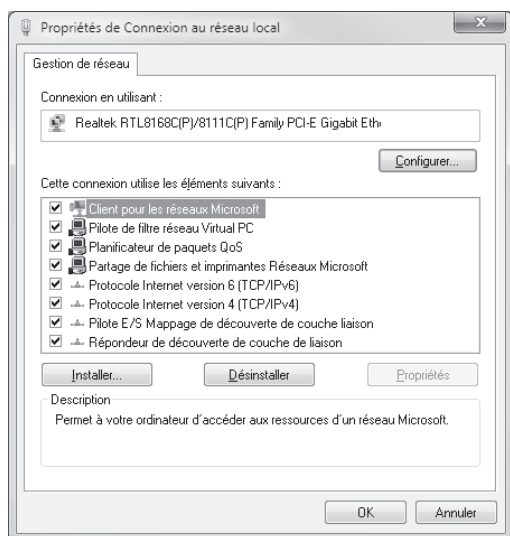 Propriétés de Connexion au réseau local
Gestion de réseau
Connexion en utilisant :
Realtek RTL8168C(P)/8111C(P) Family PCI-E Gigabit Eth
Configurer...
Cette connexion utilise les éléments suivants :
Client pour les réseaux Microsoft
Pilote de filtre réseau Virtual PC
Planificateur de paquets QoS
Partage de fichiers et imprimantes Réseaux Microsoft
Protocole Internet version 6 (TCP/IPv6)
Protocole Internet version 4 (TCP/IPv4)
Pilote E/S Mappage de découverte de couche liaison
Répondeur de découverte de couche de liaison
Installer... Désinstaller Propriétés
Description
Permet à votre ordinateur d'accéder aux ressources d'un réseau Microsoft.
OK Annuler